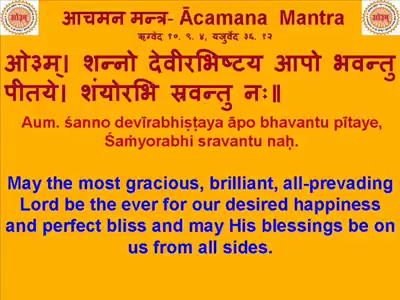 आचमन मन्त्र- Ācamana Mantra
ऋग्वेद १०. ९. ४, यजुर्वेद ३६. १२
ओ३म्। शन्नो देवीरभिष्टय आपो भवन्तु
पीतये। शंयोरभि स्रवन्तु नः॥
Aum. śanno devīrabhiṣṭaya āpo bhavantu pītaye,
Śaṁyorabhi sravantu naḥ.
May the most gracious, brilliant, all-prevading
Lord be the ever for our desired happiness
and perfect bliss and may His blessings be on
us from all sides.